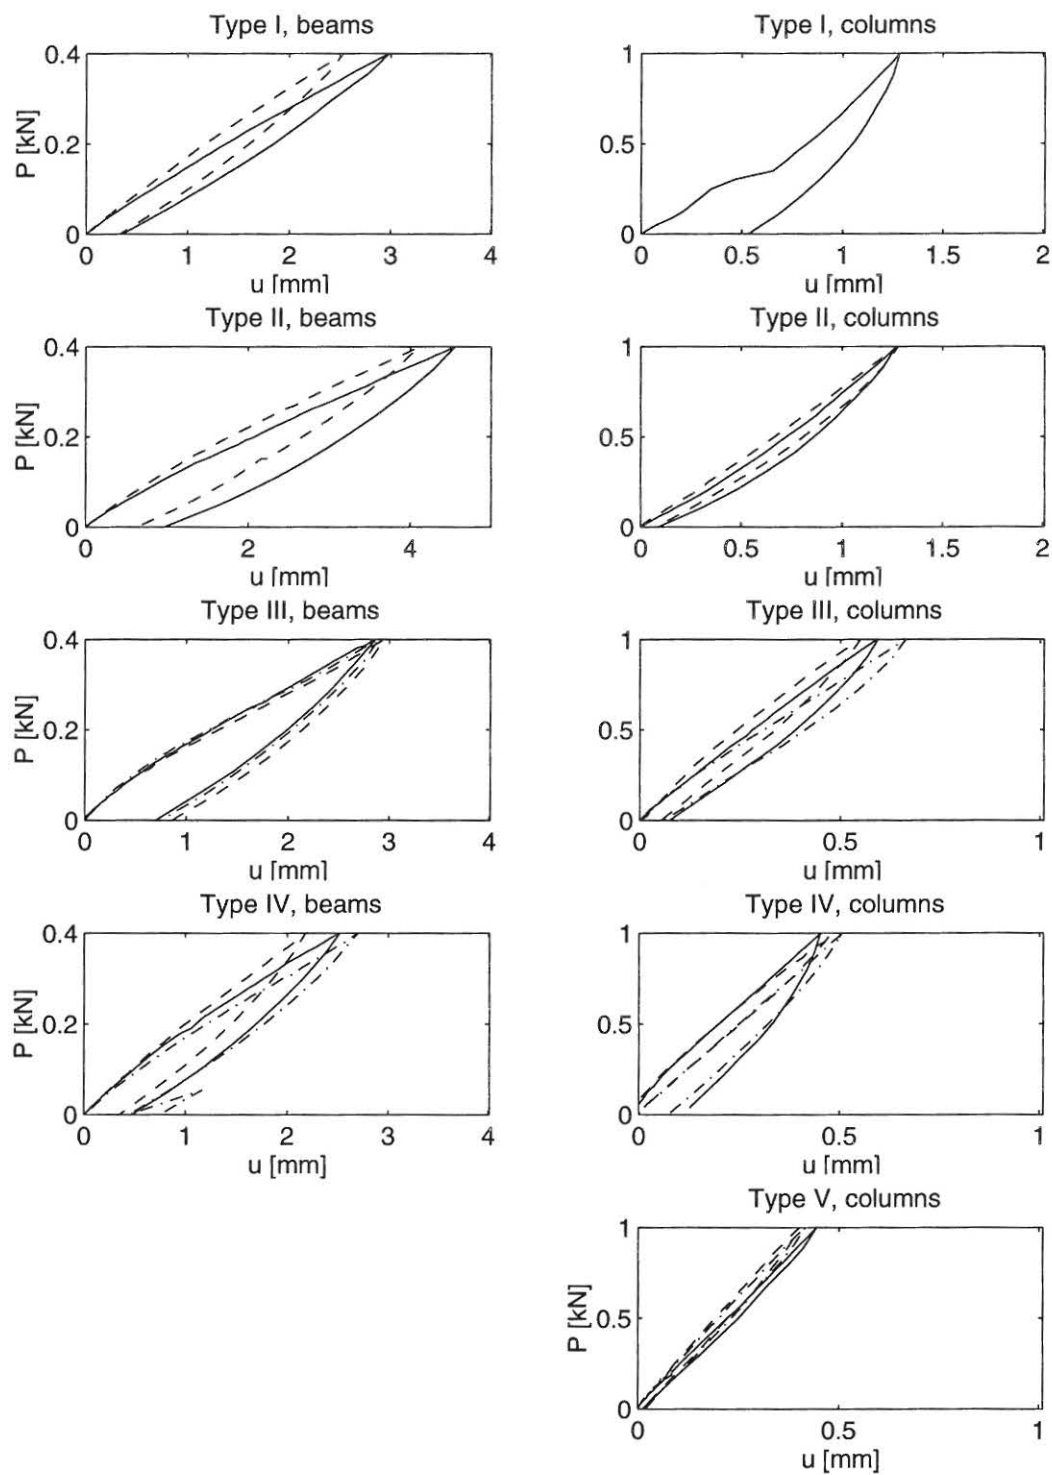 Type I, beams
0.4
0.2
0
P [kN]
0 1 2 3 4
u [mm]
Type I, columns
1
0.5
0
0 0.5 1 1.5 2
u [mm]
Type II, beams
0.4
0.2
0
P [kN]
0 2 4
u [mm]
Type II, columns
1
0.5
0
0 0.5 1 1.5 2
u [mm]
Type III, beams
0.4
0.2
0
P [kN]
0 1 2 3 4
u [mm]
Type III, columns
1
0.5
0
0 0.5 1
u [mm]
Type IV, beams
0.4
0.2
0
P [kN]
0 1 2 3 4
u [mm]
Type IV, columns
1
0.5
0
0 0.5 1
u [mm]
Type V, columns
1
0.5
0
P [kN]
0 0.5 1
u [mm]